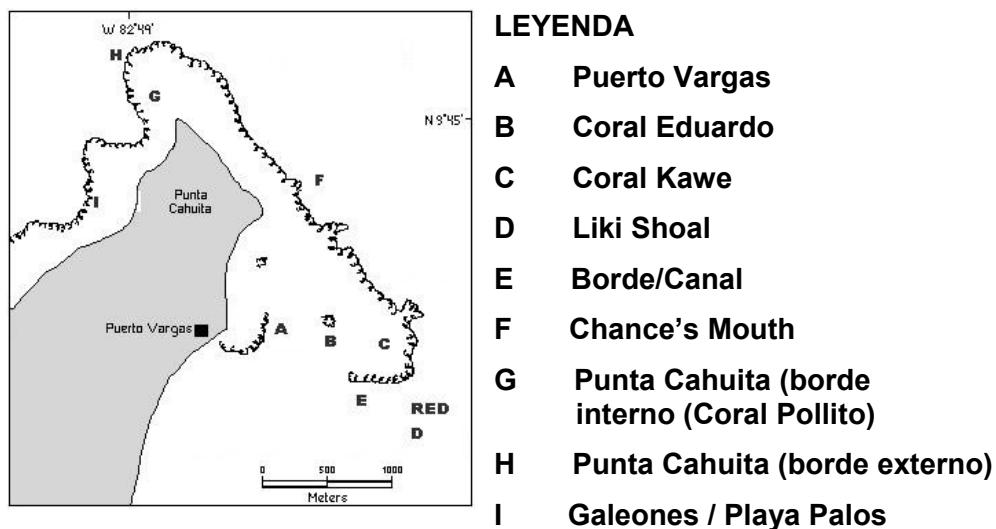 W 82°49'
H
G
N 9°45'
F
Punta
Cahuita
I
Puerto Vargas
A
B
C
E
RED
D
0 500 1000
Meters
LEYENDA
A Puerto Vargas
B Coral Eduardo
C Coral Kawe
D Liki Shoal
E Borde/Canal
F Chance's Mouth
G Punta Cahuita (borde
interno (Coral Pollito)
H Punta Cahuita (borde externo)
I Galeones / Playa Palos